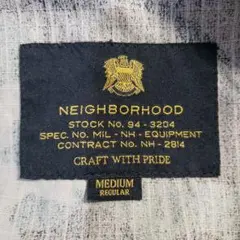 NEIGHBORHOOD
STOCK No. 94 - 3204
SPEC. No. MIL - NH - EQUIPMENT
CONTRACT No. NH - 2814
CRAFT WITH PRIDE
MEDIUM
REGULAR